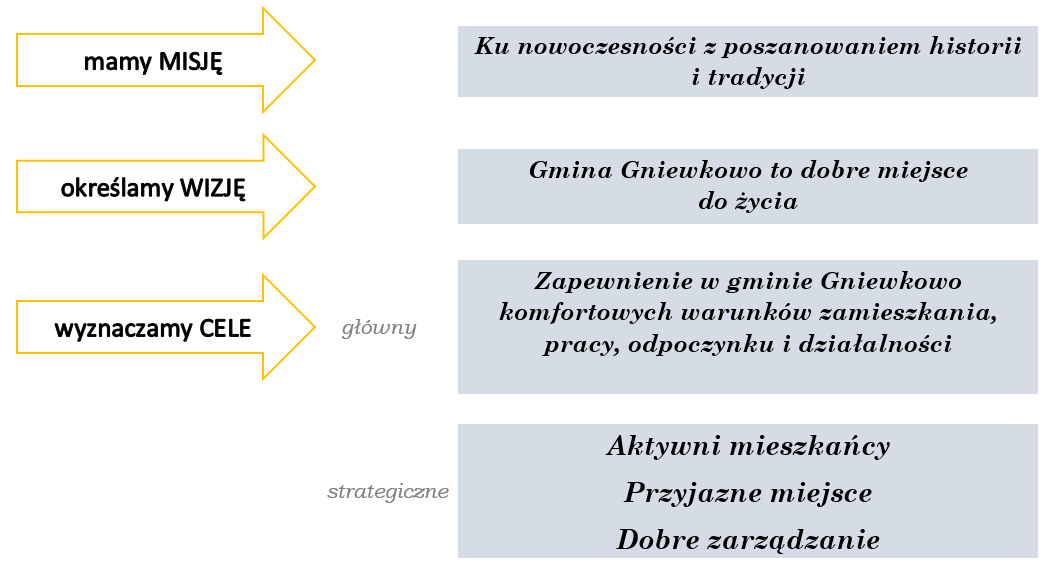 mamy MISJĘ
Ku nowoczesności z poszanowaniem historii
i tradycji
określamy WIZJĘ
Gmina Gniewkowo to dobre miejsce
do życia
wyznaczamy CELE
główny
Zapewnienie w gminie Gniewkowo
komfortowych warunków zamieszkania,
pracy, odpoczynku i działalności
strategiczne
Aktywni mieszkańcy
Przyjazne miejsce
Dobre zarządzanie